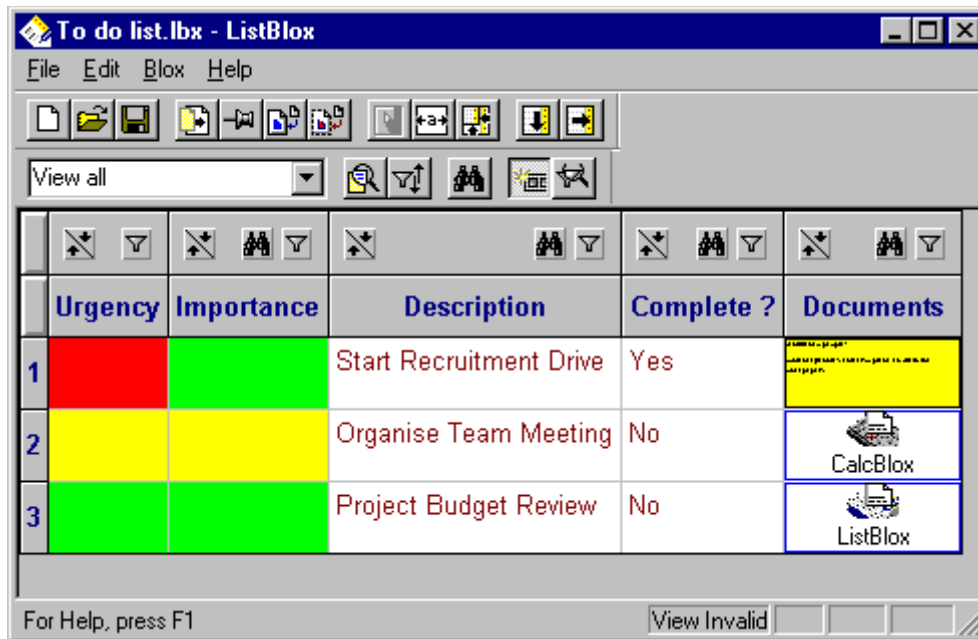 To do list.lbx - ListBlox
File Edit Blox Help
View all
Urgency Importance Description Complete ? Documents
1 Start Recruitment Drive Yes
2 Organise Team Meeting No CalcBlox
3 Project Budget Review No ListBlox
For Help, press F1 View Invalid